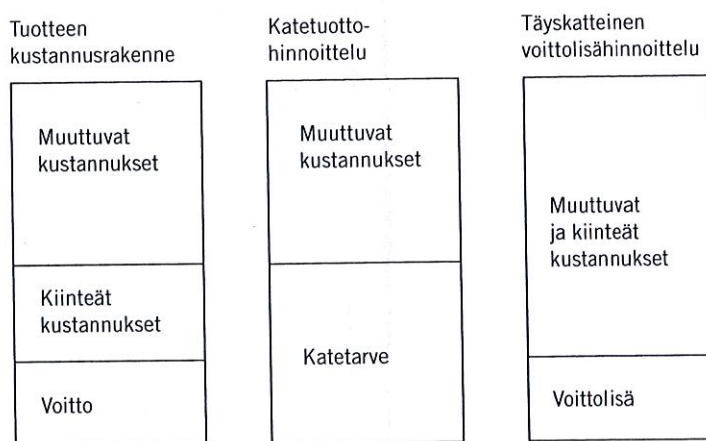 Tuotteen
kustannusrakenne
Muuttuvat
kustannukset
Kiinteät
kustannukset
Voitto
Katetuotto-
hinnoittelu
Muuttuvat
kustannukset
Katetarve
Täyskatteinen
voittolisähinnoittelu
Muuttuvat
ja kiinteät
kustannukset
Voittolisä